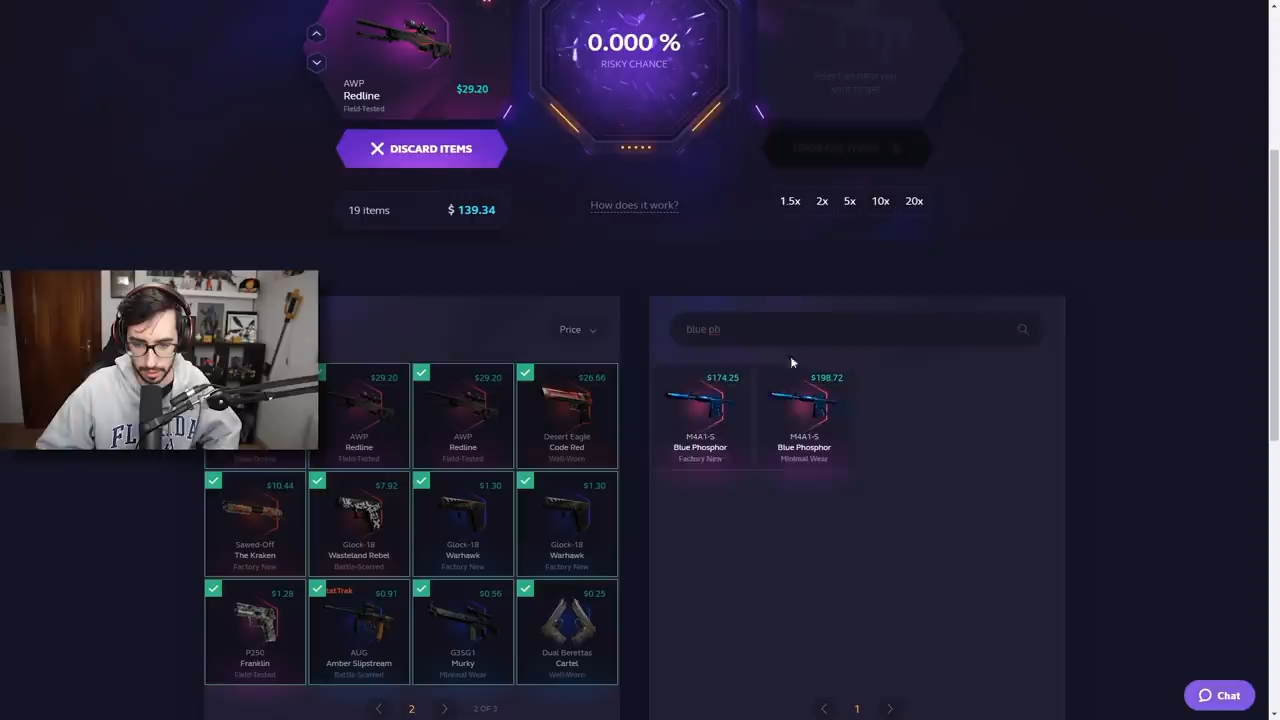 0.000 %
RISKY CHANCE
AWP
Redline
Field-Tested
$29.20
DISCARD ITEMS
19 items
$ 139.34
How does it work?
1.5x
2x
5x
10x
20x
Price
blue ph
$29.20
AWP
Redline
Field-Tested
$29.20
AWP
Redline
Field-Tested
$26.66
Desert Eagle
Code Red
Well-Worn
$174.25
M4A1-S
Blue Phosphor
Factory New
$198.72
M4A1-S
Blue Phosphor
Minimal Wear
$10.44
Sawed-Off
The Kraken
Factory New
$7.92
Glock-18
Wasteland Rebel
Battle-Scarred
$1.30
Glock-18
Warhawk
Factory New
$1.30
Glock-18
Warhawk
Factory New
$1.28
P250
Franklin
Field-Tested
tatTrak
$0.91
AUG
Amber Slipstream
Battle-Scarred
$0.56
G3SG1
Murky
Minimal Wear
$0.25
Dual Berettas
Cartel
Well-Worn
2
2 OF 3
1
Chat